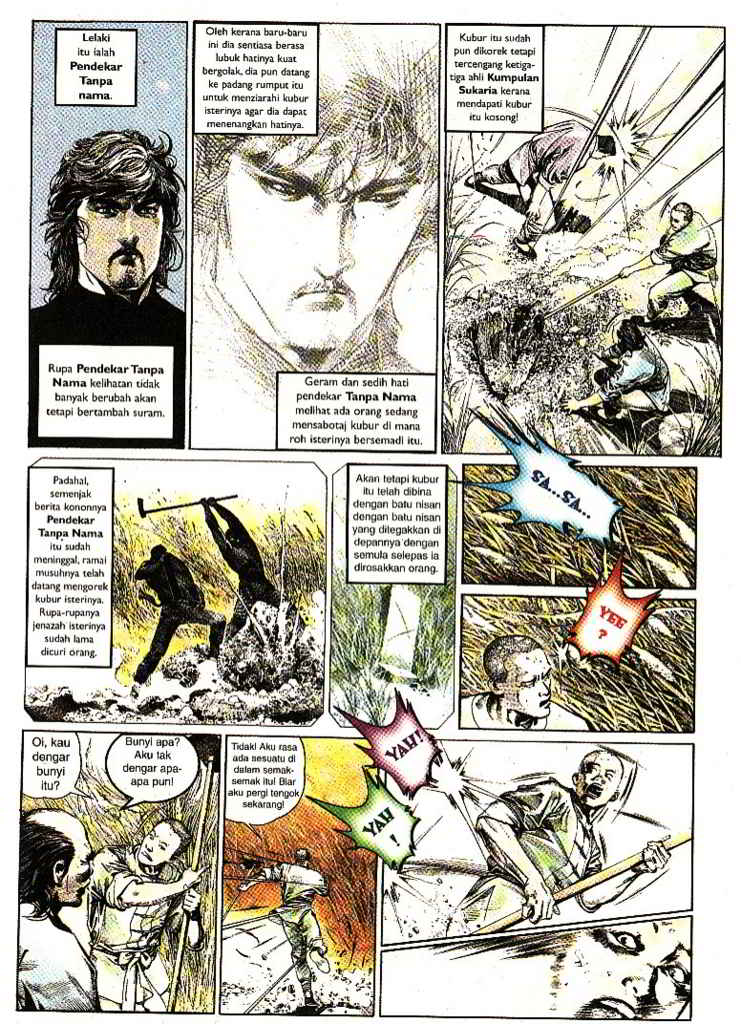 Lelaki
itu ialah
Pendekar
Tanpa
nama.
Rupa Pendekar Tanpa
Nama kelihatan tidak
banyak berubah akan
tetapi bertambah suram.
Oleh kerana baru-baru
ini dia sentiasa berasa
lubuk hatinya kuat
bergolak, dia pun datang
ke padang rumput itu
untuk menziarahi kubur
isterinya agar dia dapat
menenangkan hatinya.
Geram dan sedih hati
pendekar Tanpa Nama
melihat ada orang sedang
mensabotaj kubur di mana
roh isterinya bersemadi itu.
Kubur itu sudah
pun dikorek tetapi
tercengang ketiga-
tiga ahli Kumpulan
Sukaria kerana
mendapati kubur
itu kosong!
Padahal,
semenjak
berita kononnya
Pendekar
Tanpa Nama
itu sudah
meninggal, ramai
musuhnya telah
datang mengorek
kubur isterinya.
Rupa-rupanya
jenazah isterinya
sudah lama
dicuri orang.
Akan tetapi kubur
itu telah dibina
dengan batu nisan
dengan batu nisan
yang ditegakkan di
depannya dengan
semula selepas ia
dirosakkan orang.
SA...SA..
YEE
?
Oi, kau
dengar
bunyi
itu?
Bunyi apa?
Aku tak
dengar apa-
apa pun!
Tidak! Aku rasa
ada sesuatu di
dalam semak-
semak itu! Biar
aku pergi tengok
sekarang!
YAH!
YAH
!